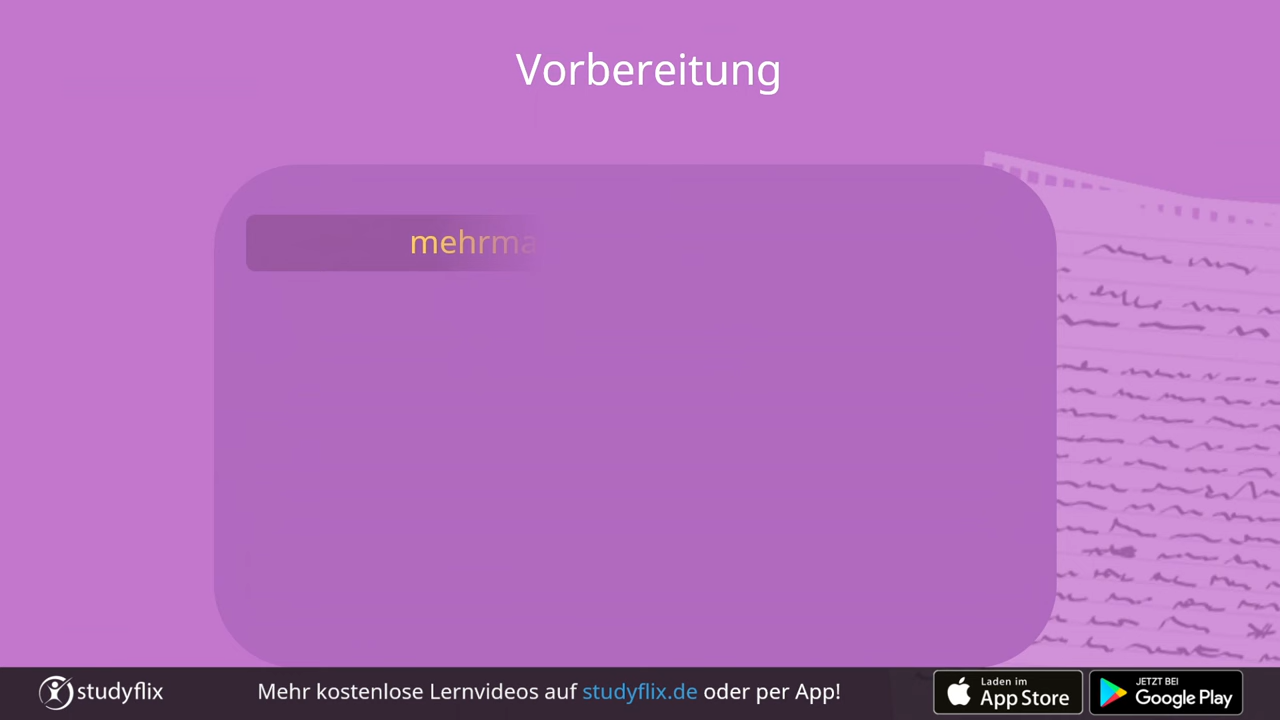 Vorbereitung
mehrma
studyflix
Mehr kostenlose Lernvideos auf studyflix.de oder per App!
Laden im
App Store
JETZT BEI
Google Play